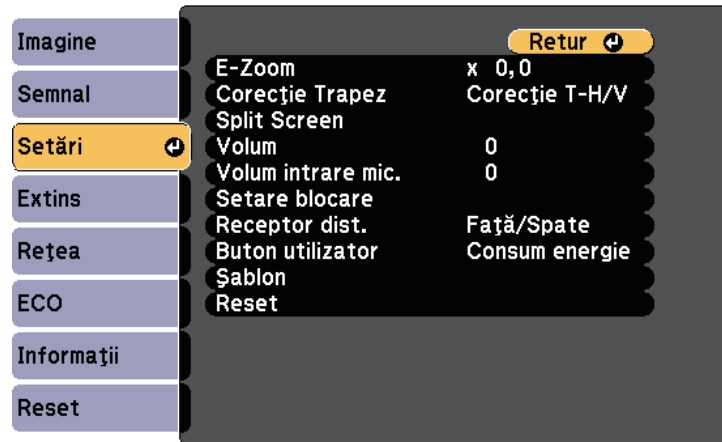 Imagine
Semnal
Setări
Extins
Reţea
ECO
Informaţii
Reset
Retur
E-Zoom x 0,0
Corecţie Trapez Corecţie T-H/V
Split Screen
Volum 0
Volum intrare mic. 0
Setare blocare
Receptor dist. Faţă/Spate
Buton utilizator Consum energie
Şablon
Reset